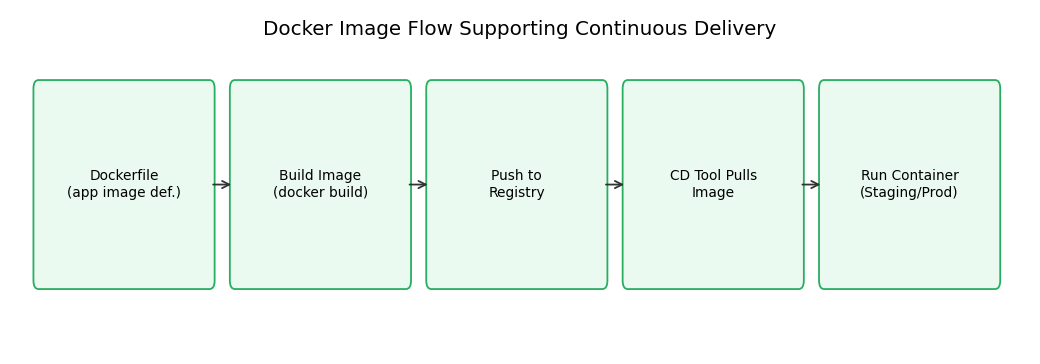 Docker Image Flow Supporting Continuous Delivery
Dockerfile
(app image def.)
Build Image
(docker build)
Push to
Registry
CD Tool Pulls
Image
Run Container
(Staging/Prod)